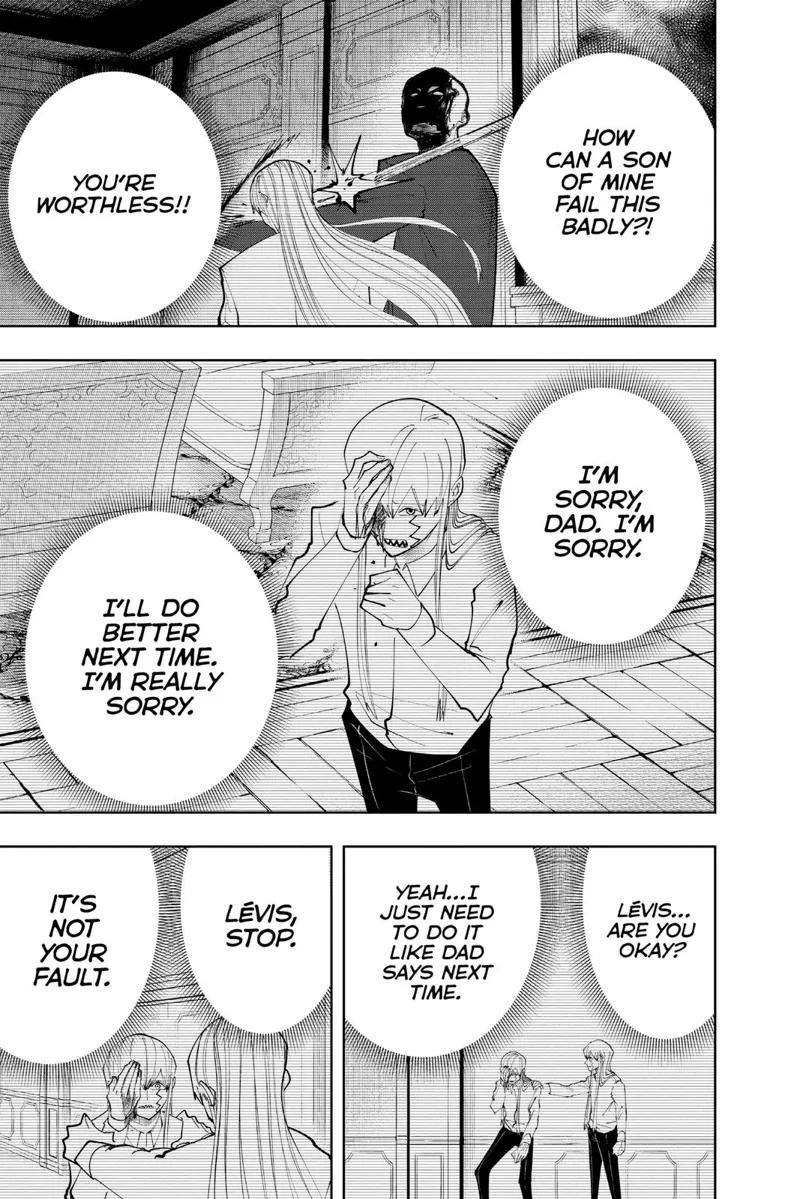 HOW
CAN A
SON
OF MINE
FAIL THIS
BADLY?!
YOU'RE
WORTHLESS!!
I'M
SORRY,
DAD. I'M
SORRY.
I'LL DO
BETTER
NEXT TIME.
I'M REALLY
SORRY.
LÉVIS...
ARE YOU
OKAY?
YEAH...I
JUST NEED
TO DO IT
LIKE DAD
SAYS NEXT
TIME.
LÉVIS,
STOP.
IT'S
NOT
YOUR
FAULT.